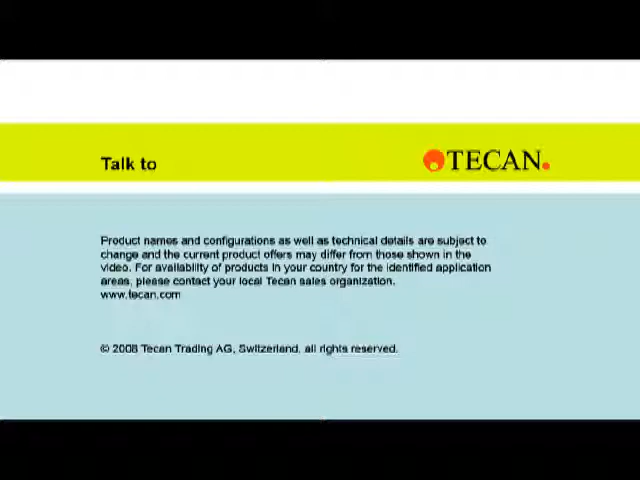 Talk to
TECAN.
Product names and configurations as well as technical details are subject to
change and the current product offers may differ from those shown in the
video. For availability of products in your country for the identified application
areas, please contact your local Tecan sales organization.
www.tecan.com
© 2008 Tecan Trading AG, Switzerland, all rights reserved.